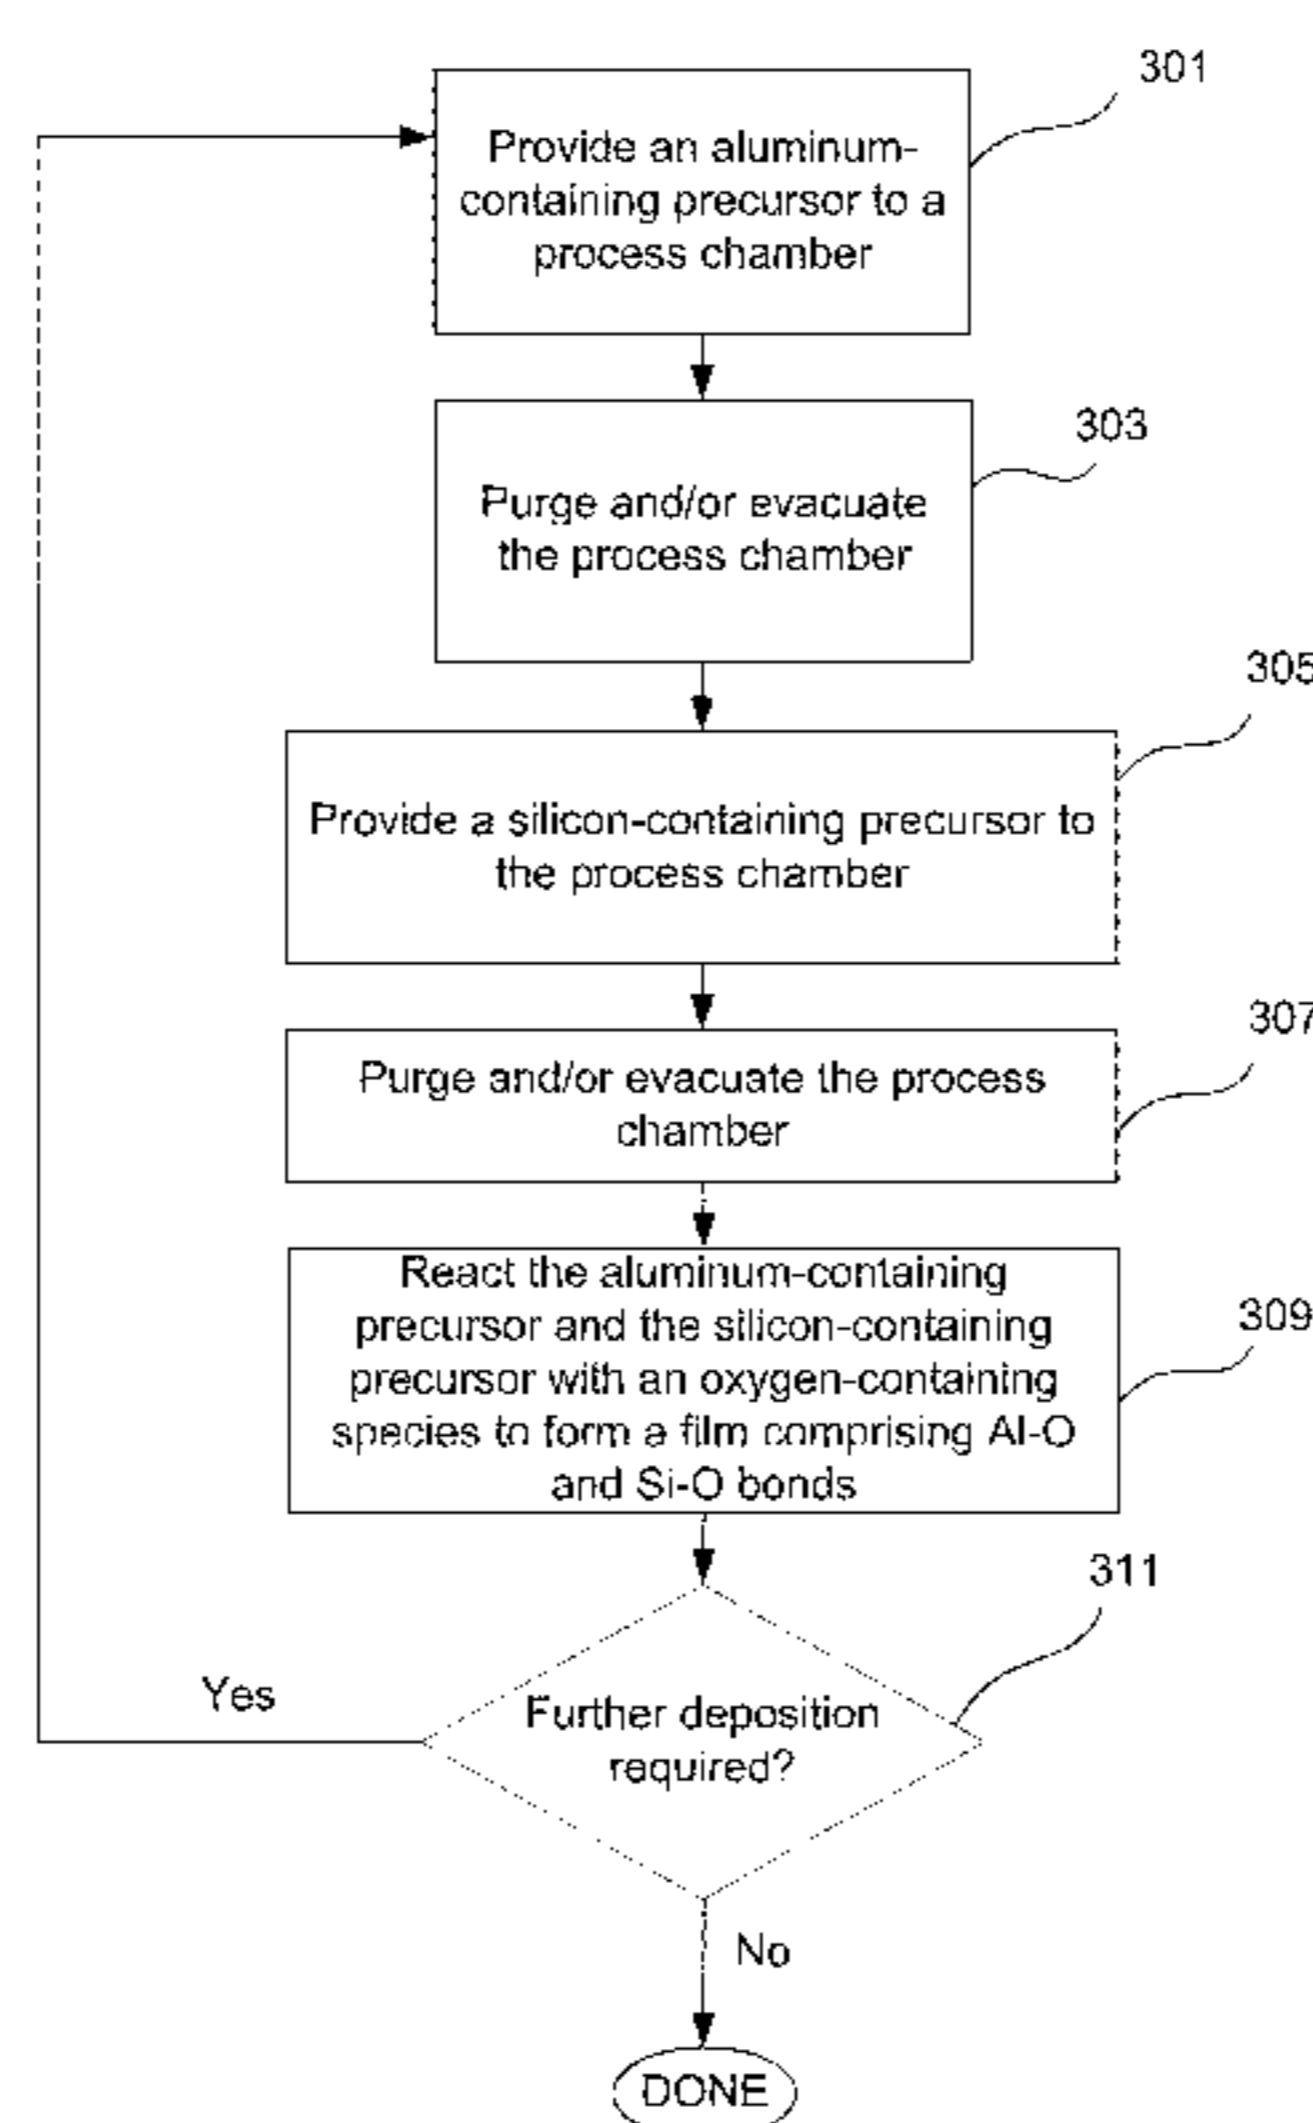 301
Provide an aluminum-
containing precursor to a
process chamber
303
Purge and/or evacuate
the process chamber
305
Provide a silicon-containing precursor to
the process chamber
307
Purge and/or evacuate the process
chamber
309
React the aluminum-containing
precursor and the silicon-containing
precursor with an oxygen-containing
species to form a film comprising Al-O
and Si-O bonds
311
Further deposition
required?
Yes
No
DONE